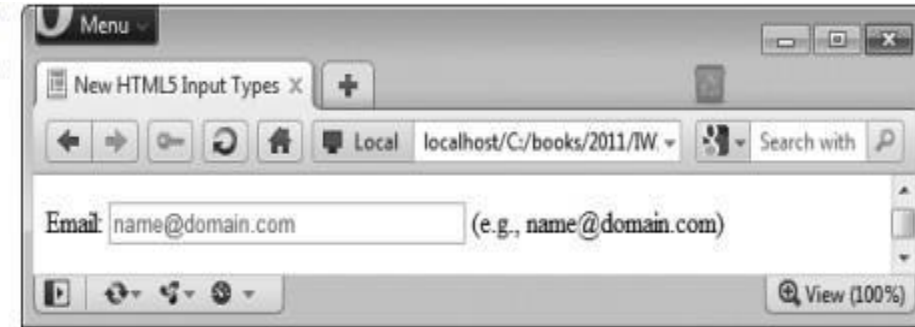 Menu
New HTML5 Input Types
Local localhost/C:/books/2011/IW. Search with
Email: name@domain.com (e.g., name@domain.com)
View (100%)